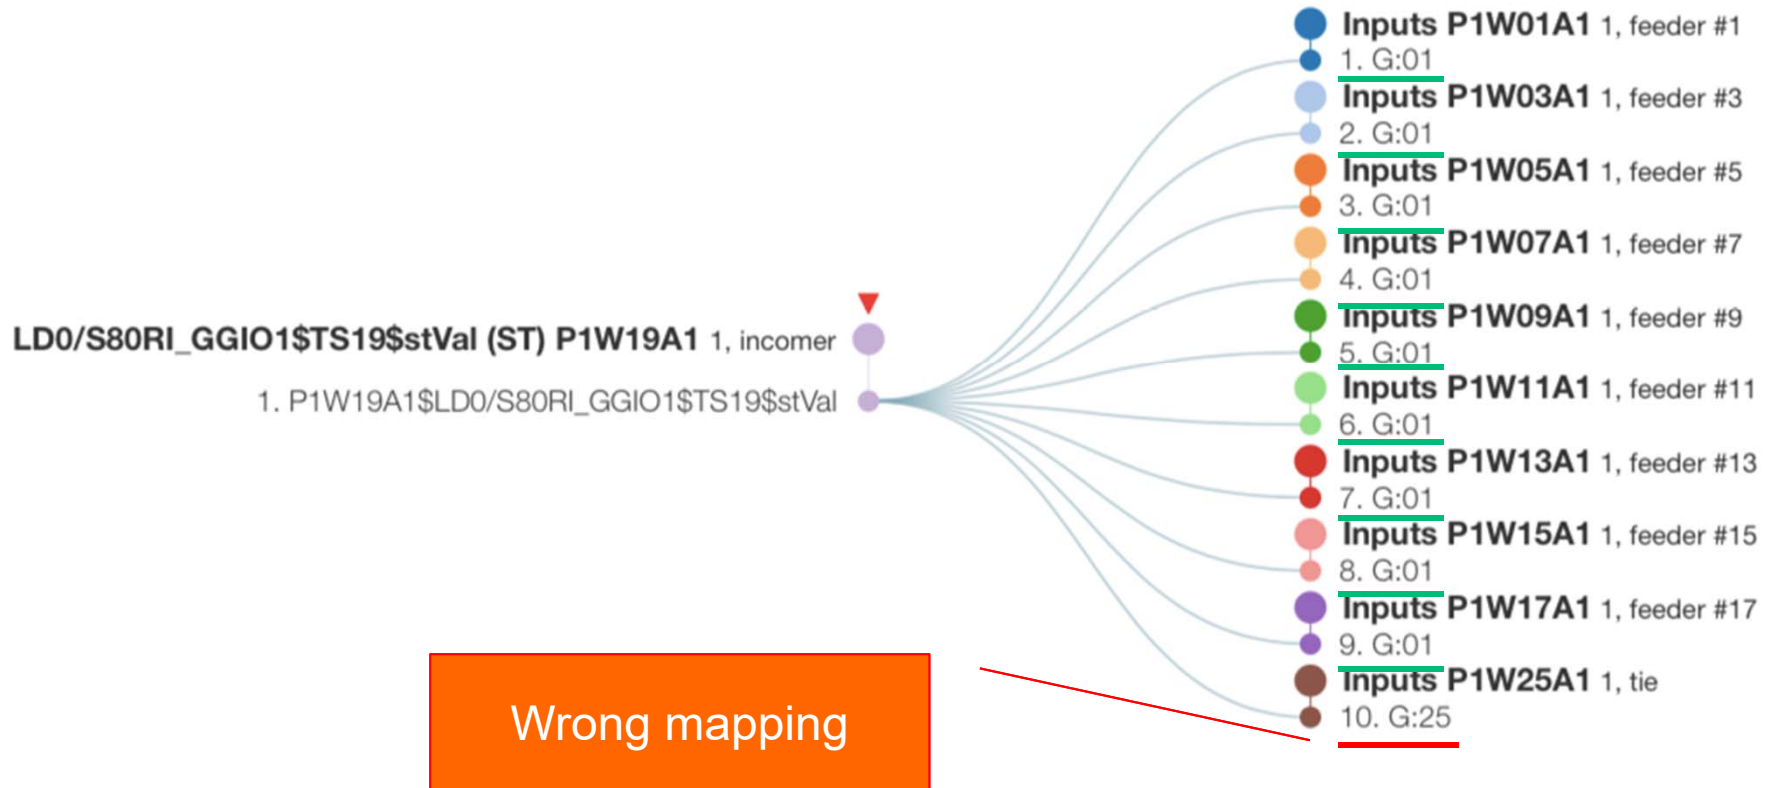 Inputs P1W01A1 1, feeder #1
1. G:01
Inputs P1W03A1 1, feeder #3
2. G:01
Inputs P1W05A1 1, feeder #5
3. G:01
Inputs P1W07A1 1, feeder #7
4. G:01
Inputs P1W09A1 1, feeder #9
5. G:01
Inputs P1W11A1 1, feeder #11
6. G:01
Inputs P1W13A1 1, feeder #13
7. G:01
Inputs P1W15A1 1, feeder #15
8. G:01
Inputs P1W17A1 1, feeder #17
9. G:01
Inputs P1W25A1 1, tie
10. G:25
LD0/S80RI_GGIO1$TS19$stVal (ST) P1W19A1 1, incomer
1. P1W19A1$LD0/S80RI_GGIO1$TS19$stVal
Wrong mapping